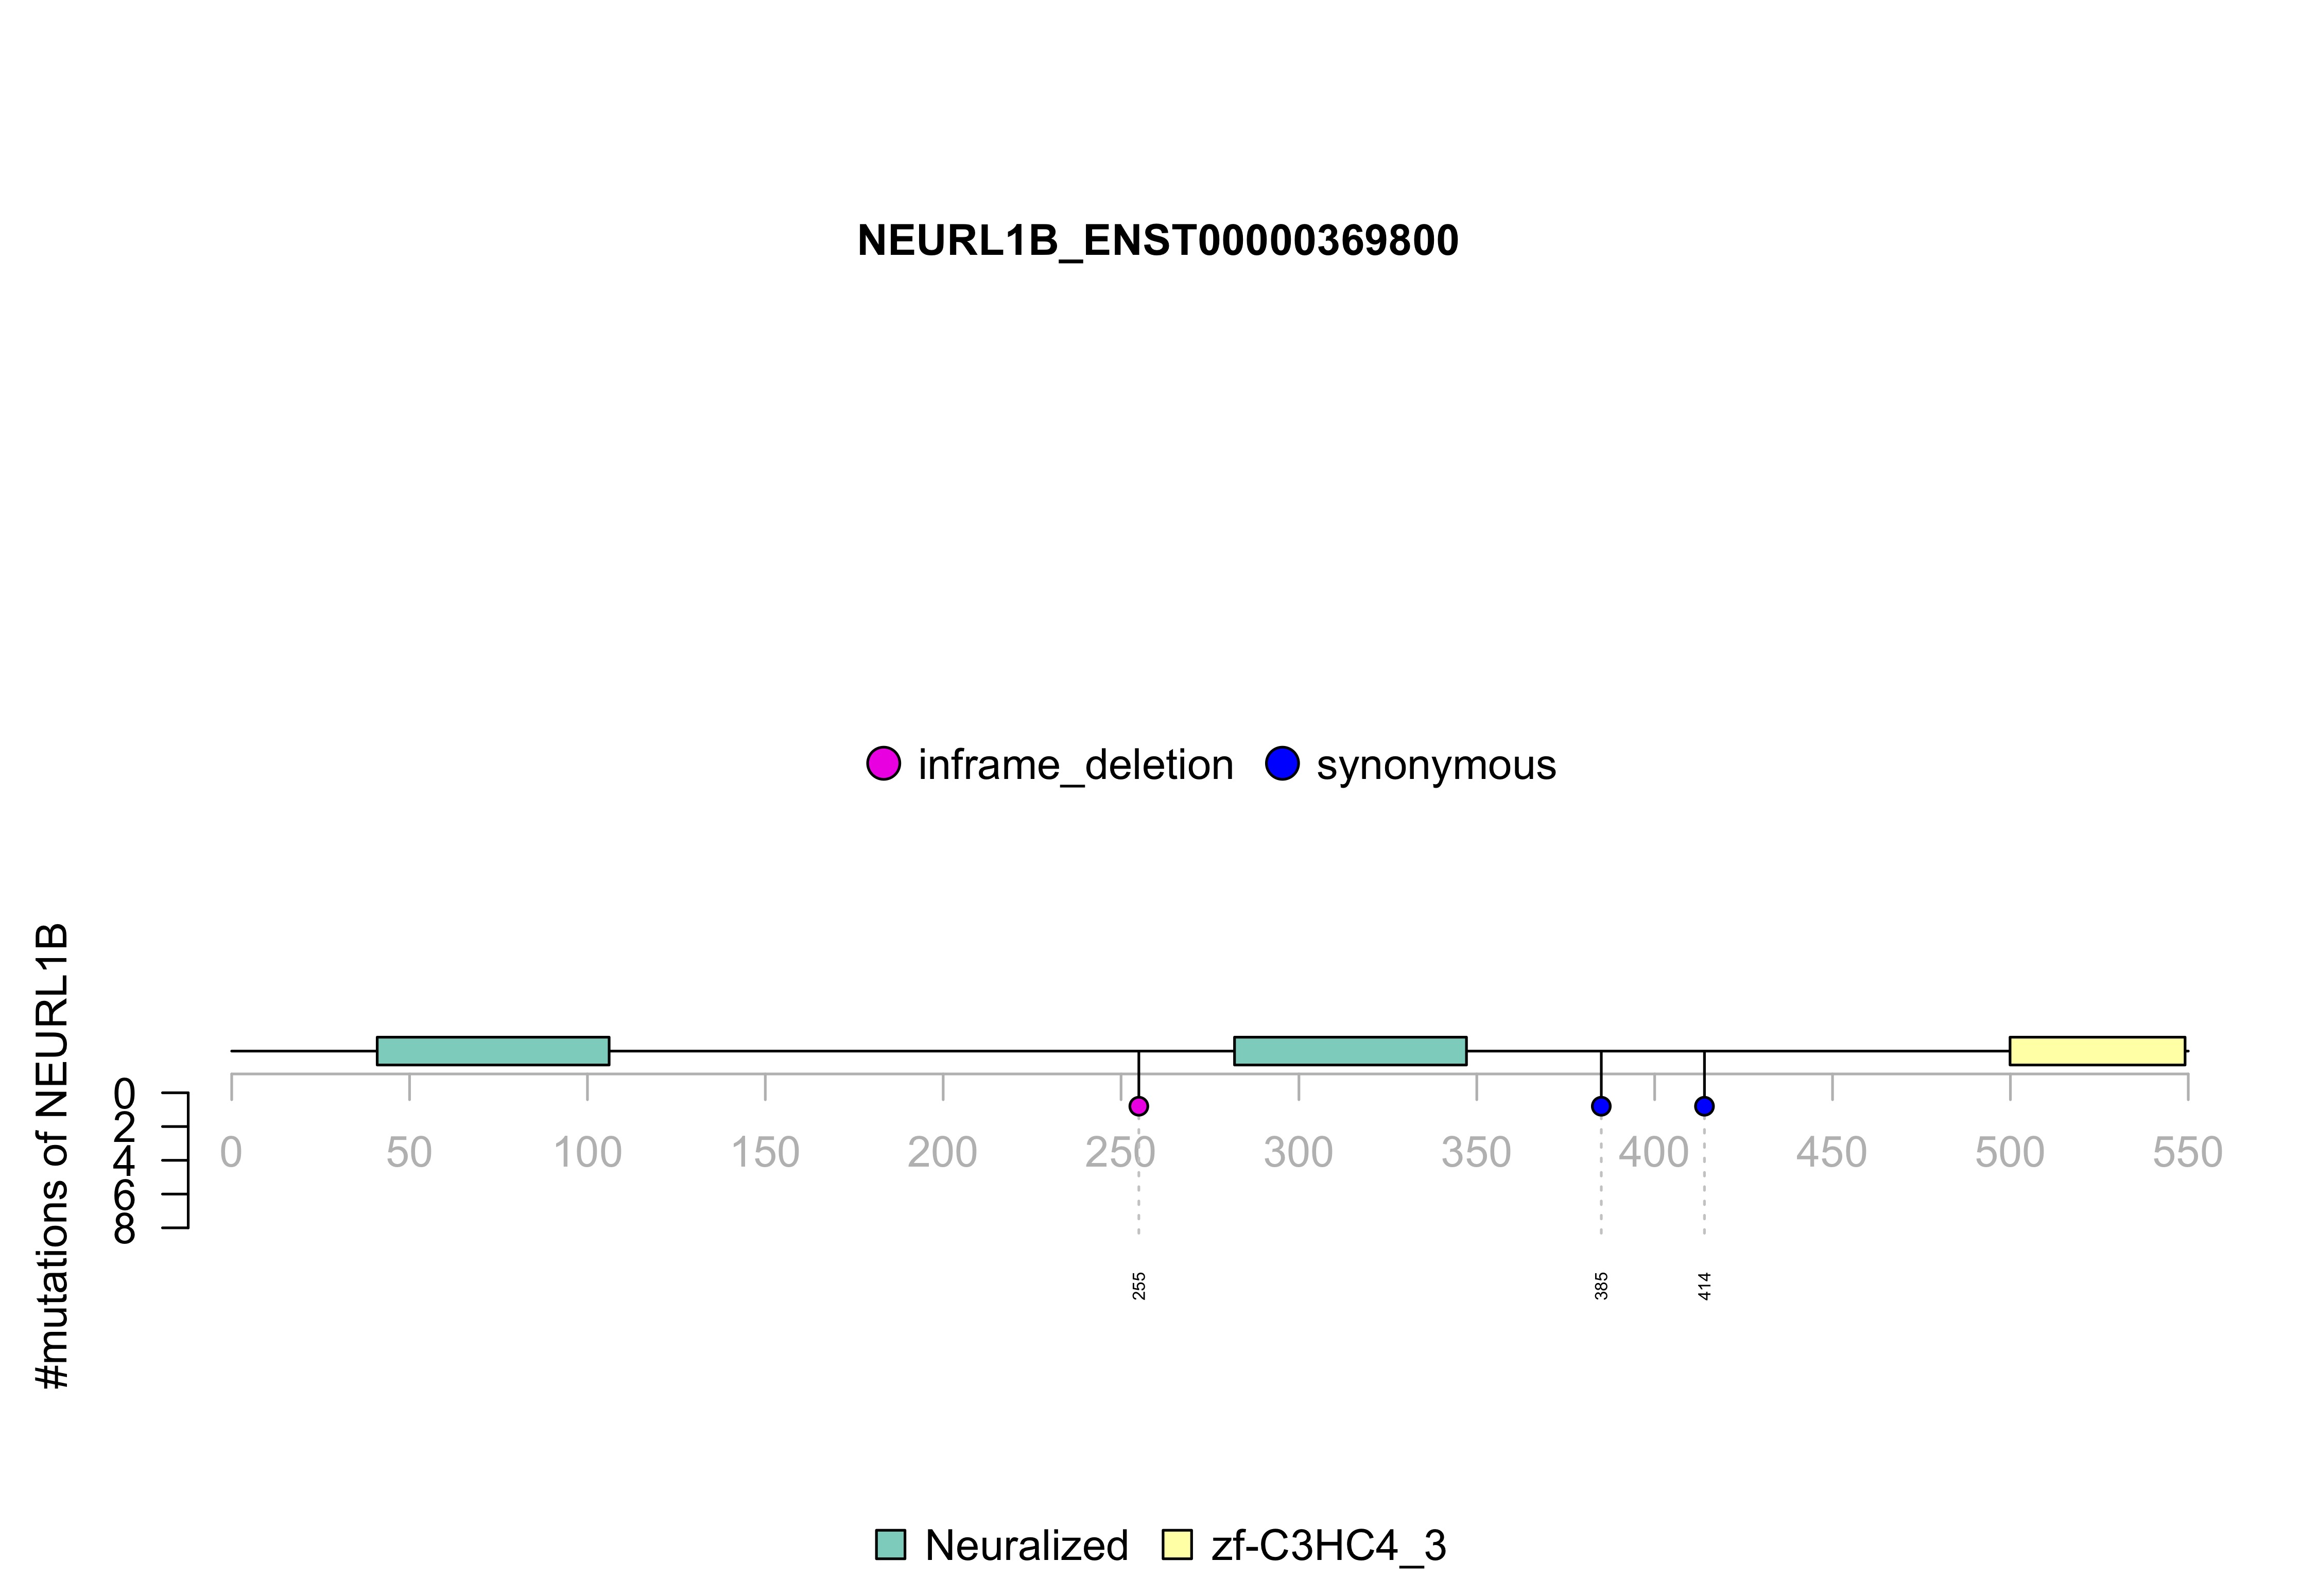 NEURL1B_ENST00000369800
inframe_deletion synonymous
#mutations of NEURL1B
0
2
4
6
8
0 50 100 150 200 250 300 350 400 450 500 550
255 385 414
Neuralized zf-C3HC4_3